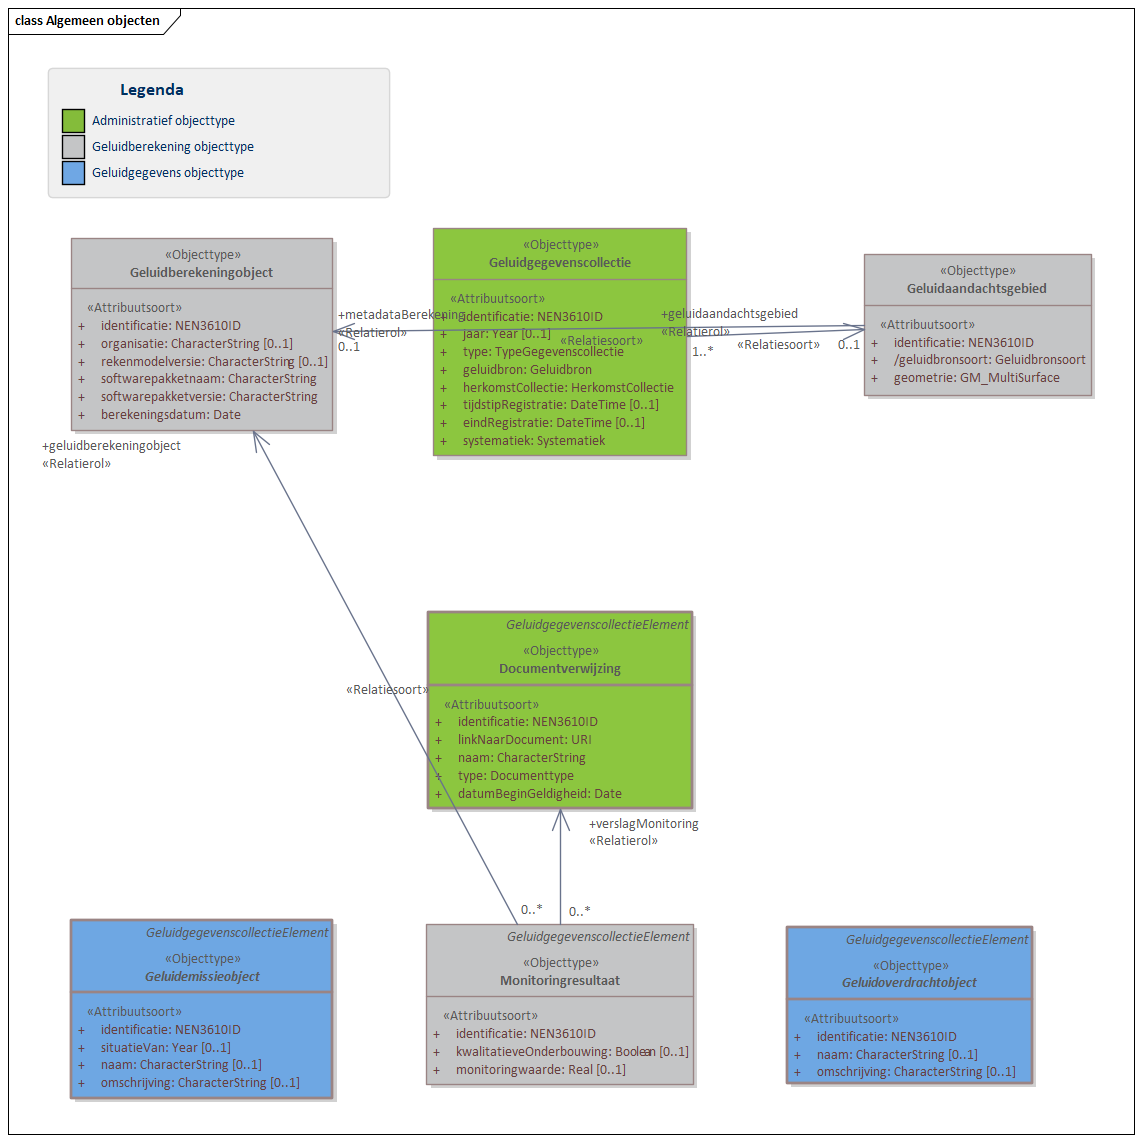 class Algemeen objecten
Legenda
Administratief objecttype
Geluidberekening objecttype
Geluidgegevens objecttype
«Objecttype»
Geluidberekeningobject
«Attribuutsoort»
+ identificatie: NEN3610ID
+ organisatie: CharacterString [0..1]
+ rekenmodelversie: CharacterString [0..1]
+ softwarepakketnaam: CharacterString
+ softwarepakketversie: CharacterString
+ berekeningsdatum: Date
+geluidberekeningobject
«Relatierol»
+metadataBerekening
«Relatierol»
0..1
«Objecttype»
Geluidgegevenscollectie
«Attribuutsoort»
+ identificatie: NEN3610ID
+ jaar: Year [0..1]
+ type: TypeGegevenscollectie
+ geluidbron: Geluidbron
+ herkomstCollectie: HerkomstCollectie
+ tijdstipRegistratie: DateTime [0..1]
+ eindRegistratie: DateTime [0..1]
+ systematiek: Systematiek
«Relatiesoort»
+geluidaandachtsgebied
«Relatierol»
1..*
«Relatiesoort»
0..1
«Objecttype»
Geluidaandachtsgebied
«Attribuutsoort»
+ identificatie: NEN3610ID
+ /geluidbronsoort: Geluidbronsoort
+ geometrie: GM_MultiSurface
GeluidgegevenscollectieElement
«Objecttype»
Documentverwijzing
«Attribuutsoort»
+ identificatie: NEN3610ID
+ linkNaarDocument: URI
+ naam: CharacterString
+ type: Documenttype
+ datumBeginGeldigheid: Date
«Relatiesoort»
+verslagMonitoring
«Relatierol»
0..*
0..*
GeluidgegevenscollectieElement
«Objecttype»
Geluidemissieobject
«Attribuutsoort»
+ identificatie: NEN3610ID
+ situatieVan: Year [0..1]
+ naam: CharacterString [0..1]
+ omschrijving: CharacterString [0..1]
GeluidgegevenscollectieElement
«Objecttype»
Monitoringresultaat
«Attribuutsoort»
+ identificatie: NEN3610ID
+ kwalitatieveOnderbouwing: Boolean [0..1]
+ monitoringwaarde: Real [0..1]
GeluidgegevenscollectieElement
«Objecttype»
Geluidoverdrachtobject
«Attribuutsoort»
+ identificatie: NEN3610ID
+ naam: CharacterString [0..1]
+ omschrijving: CharacterString [0..1]